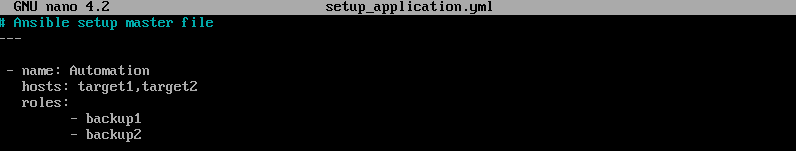 GNU nano 4.2 setup_application.yml
# Ansible setup master file
---
- name: Automation
hosts: target1,target2
roles:
- backup1
- backup2